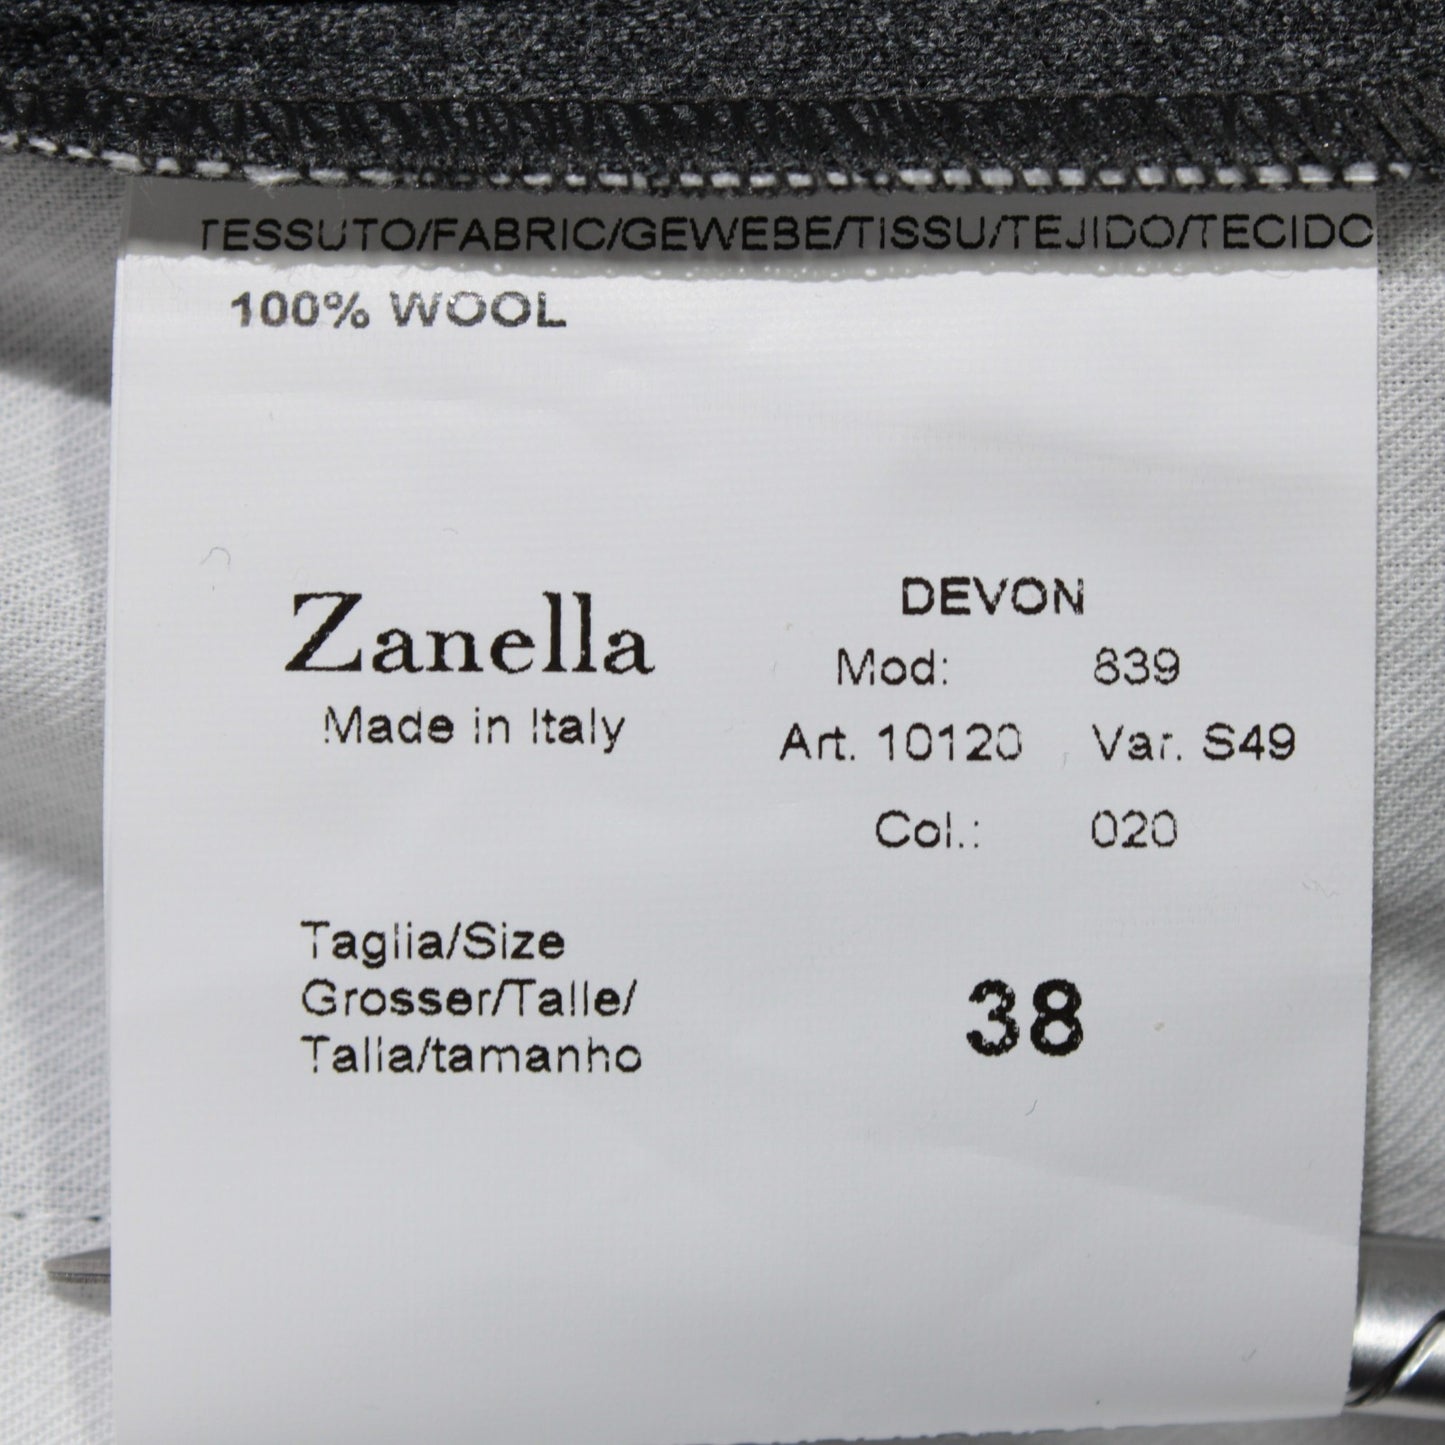 TESSUTO/FABRIC/GEWEBE/TISSU/TEJIDO/TECIDO
100% WOOL
Zanella
Made in Italy
DEVON
Mod: 839
Art. 10120 Var. S49
Col.: 020
Taglia/Size
Grosser/Talle/
Talla/tamanho
38